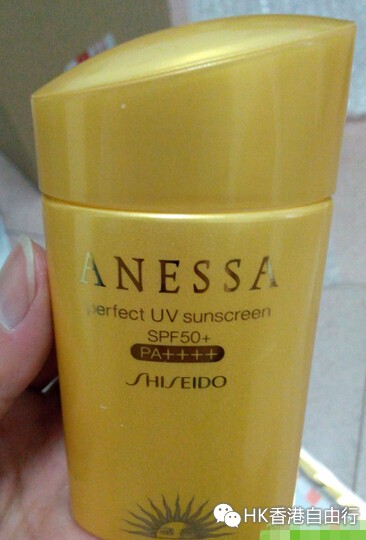 ANESSA
perfect UV sunscreen
SPF50+
PA++++
SHISEIDO
HK香港自由行